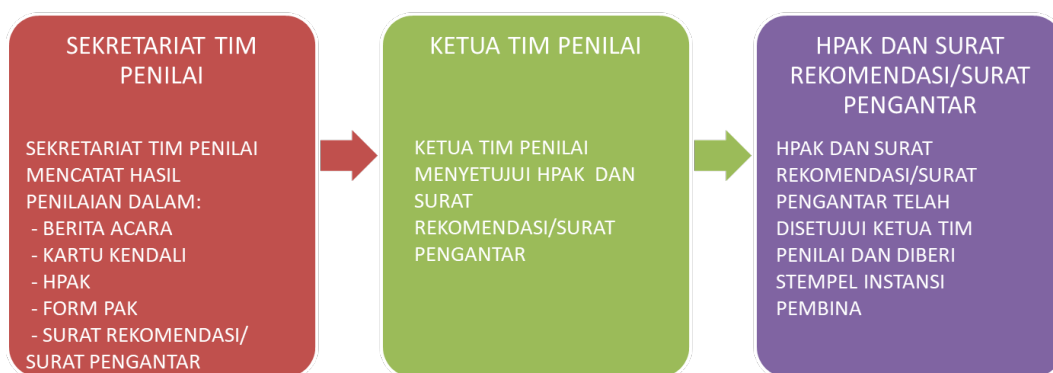 SEKRETARIAT TIM
PENILAI
SEKRETARIAT TIM PENILAI
MENCATAT HASIL
PENILAIAN DALAM:
- BERITA ACARA
- KARTU KENDALI
- HPAK
- FORM PAK
- SURAT REKOMENDASI/
SURAT PENGANTAR
KETUA TIM PENILAI
KETUA TIM PENILAI
MENYETUJUI HPAK DAN
SURAT
REKOMENDASI/SURAT
PENGANTAR
HPAK DAN SURAT
REKOMENDASI/SURAT
PENGANTAR
HPAK DAN SURAT
REKOMENDASI/SURAT
PENGANTAR TELAH
DISETUJUI KETUA TIM
PENILAI DAN DIBERI
STEMPEL INSTANSI
PEMBINA